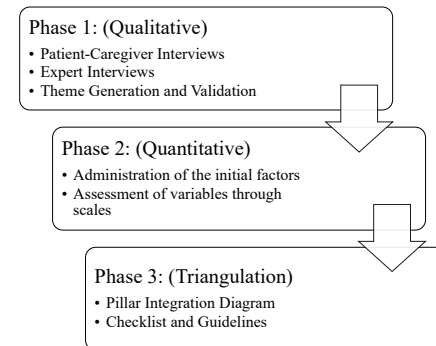 Phase 1: (Qualitative)
• Patient-Caregiver Interviews
• Expert Interviews
• Theme Generation and Validation
Phase 2: (Quantitative)
• Administration of the initial factors
• Assessment of variables through
scales
Phase 3: (Triangulation)
• Pillar Integration Diagram
• Checklist and Guidelines